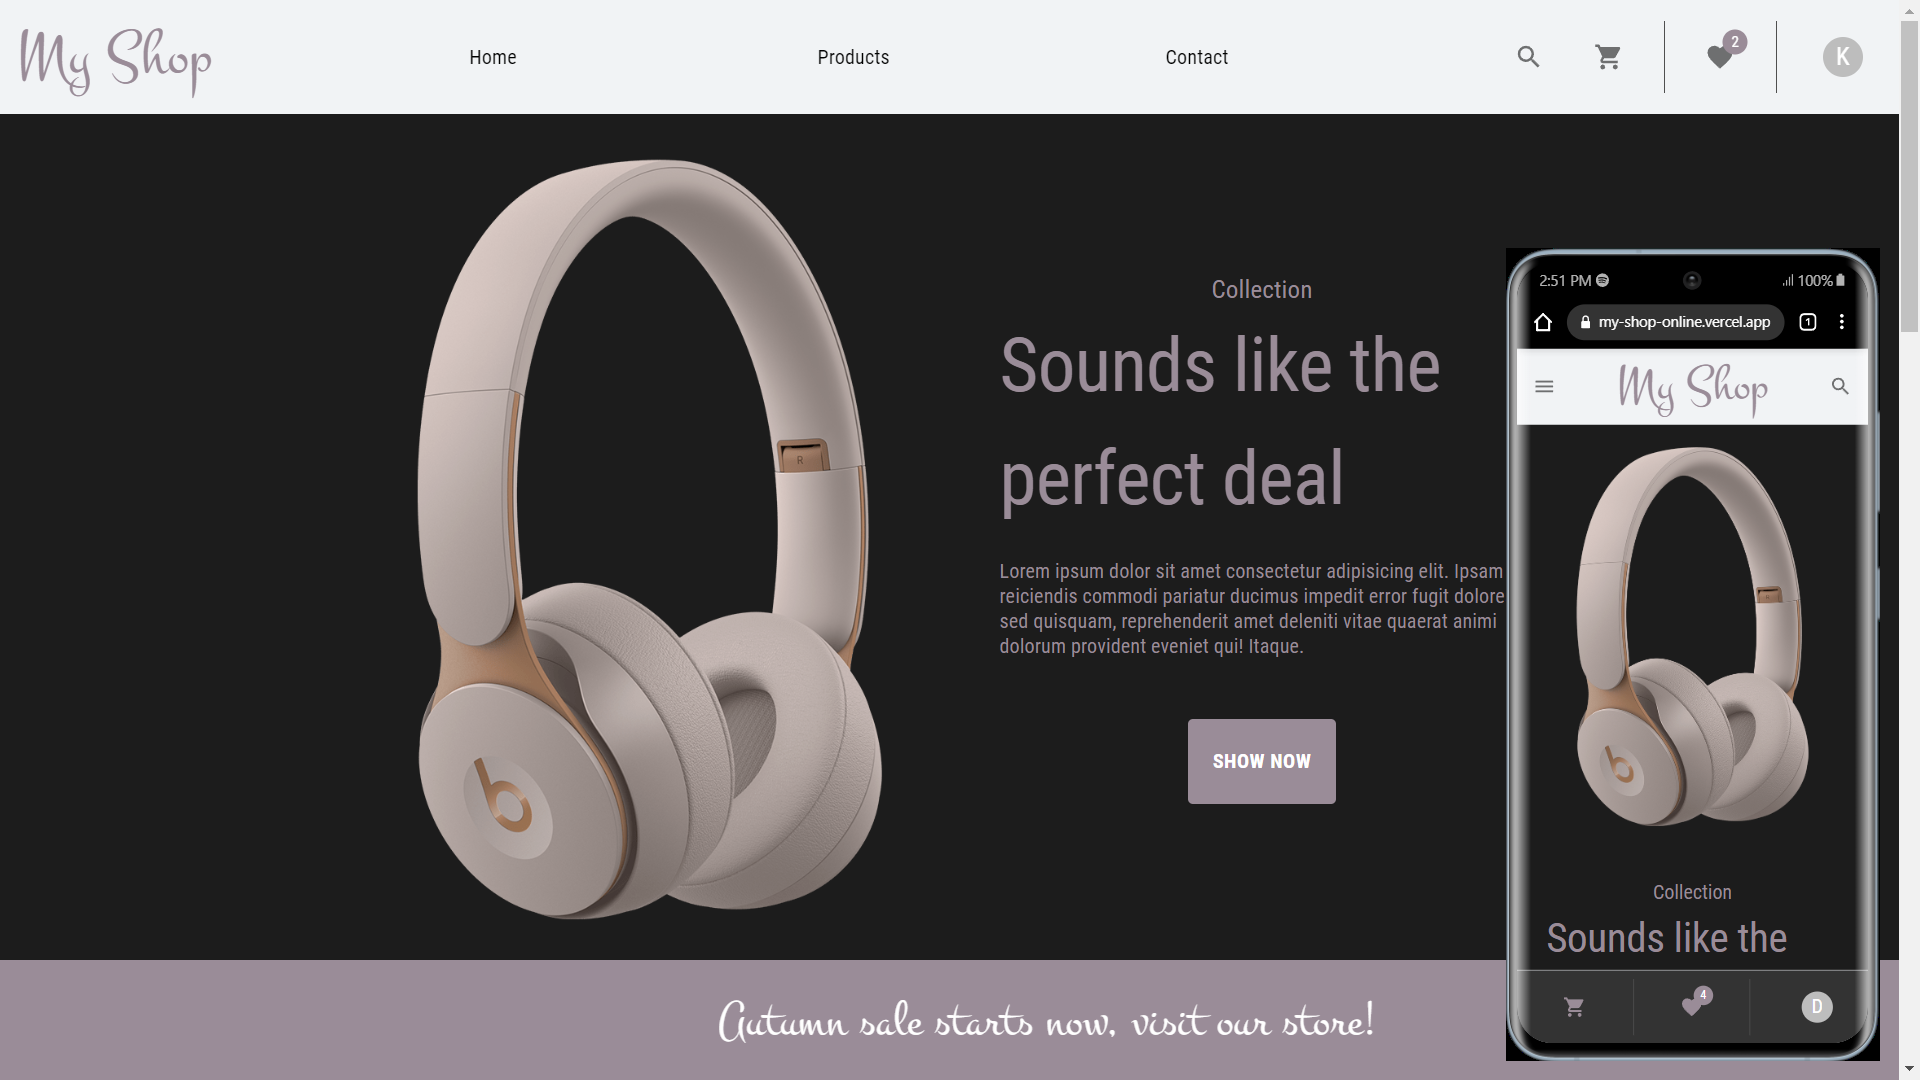 My Shop
Home
Products
Contact
2
K
R
Collection
Sounds like the
perfect deal
Lorem ipsum dolor sit amet consectetur adipisicing elit. Ipsam
reiciendis commodi pariatur ducimus impedit error fugit dolore
sed quisquam, reprehenderit amet deleniti vitae quaerat animi
dolorum provident eveniet qui! Itaque.
SHOW NOW
b
Autumn sale starts now, visit our store!
2:51 PM
100%
my-shop-online.vercel.app
1
My Shop
R
b
Collection
Sounds like the
4
D